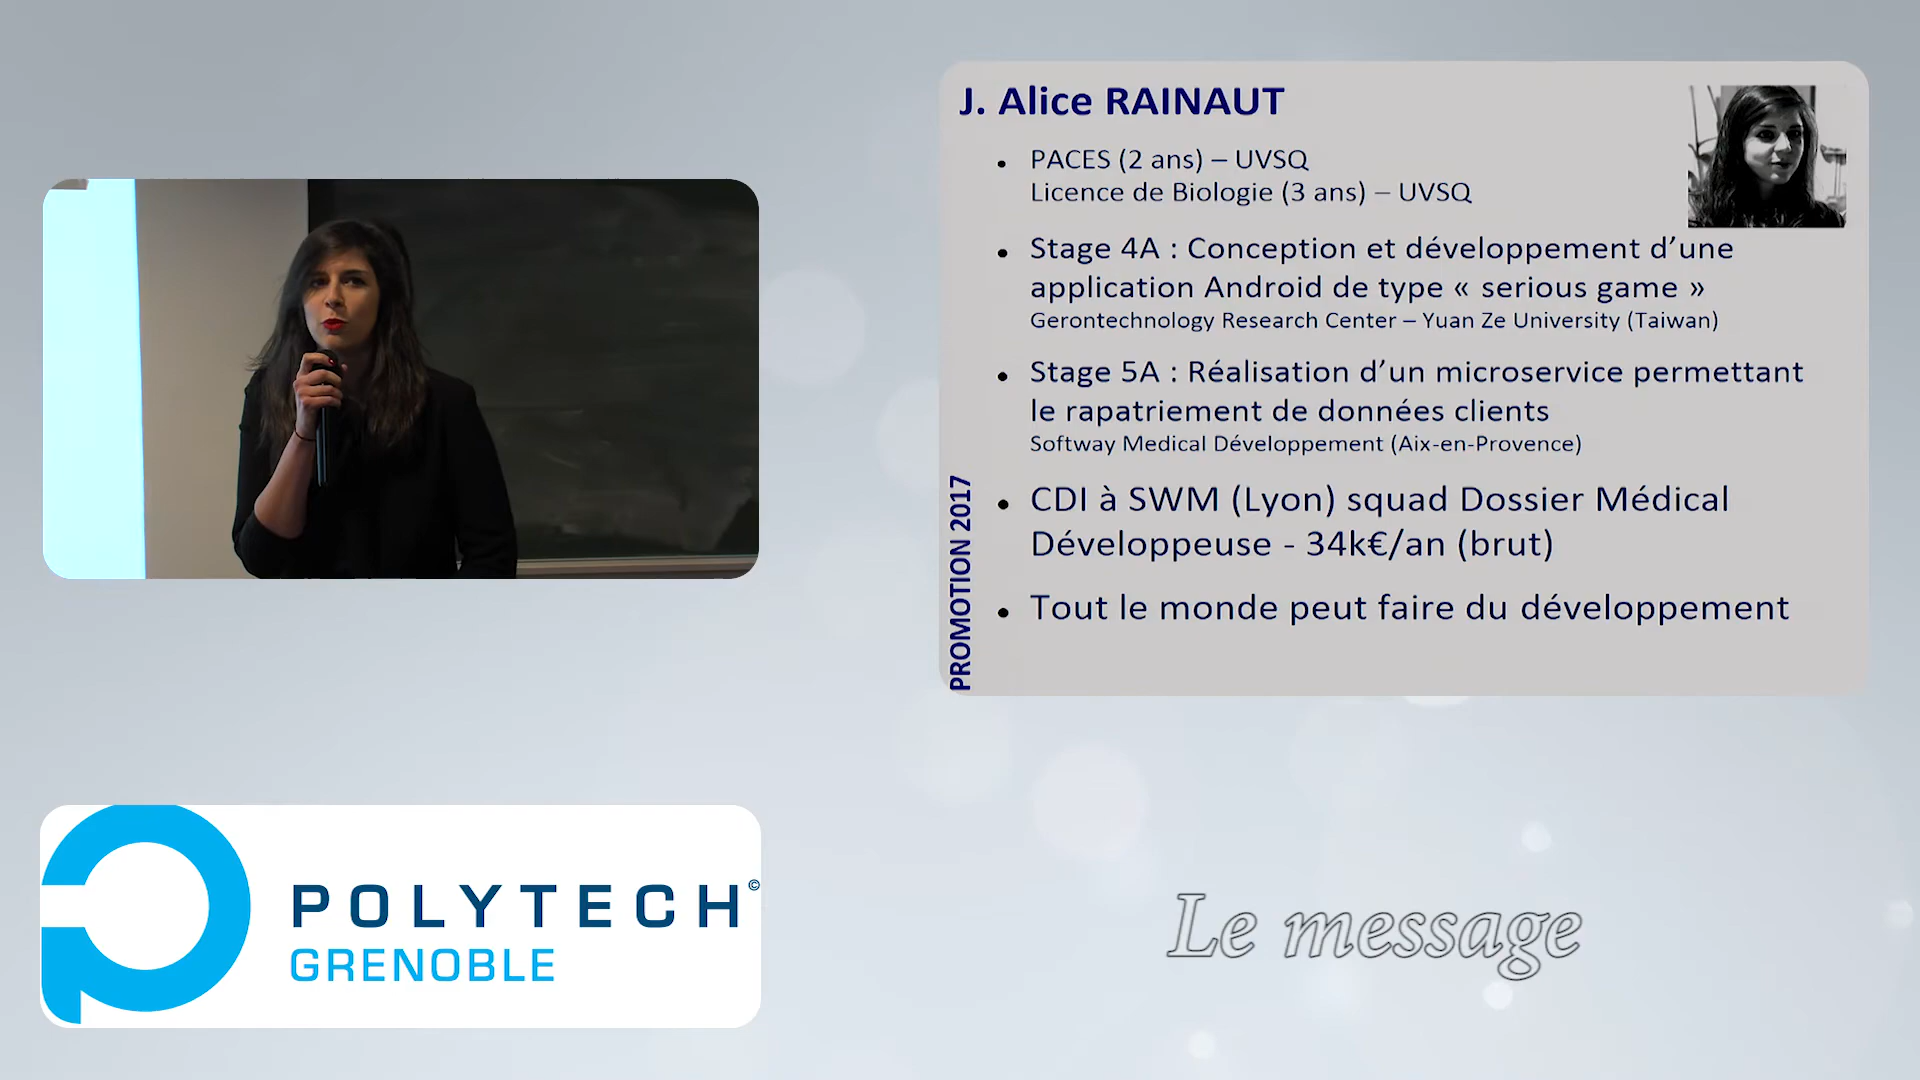 J. Alice RAINAUT
• PACES (2 ans) – UVSQ
Licence de Biologie (3 ans) – UVSQ
• Stage 4A : Conception et développement d’une
application Android de type « serious game »
Gerontechnology Research Center – Yuan Ze University (Taiwan)
• Stage 5A : Réalisation d’un microservice permettant
le rapatriement de données clients
Softway Medical Développement (Aix-en-Provence)
• CDI à SWM (Lyon) squad Dossier Médical
Développeuse - 34k€/an (brut)
• Tout le monde peut faire du développement
PROMOTION 2017
POLYTECH©
GRENOBLE
Le message